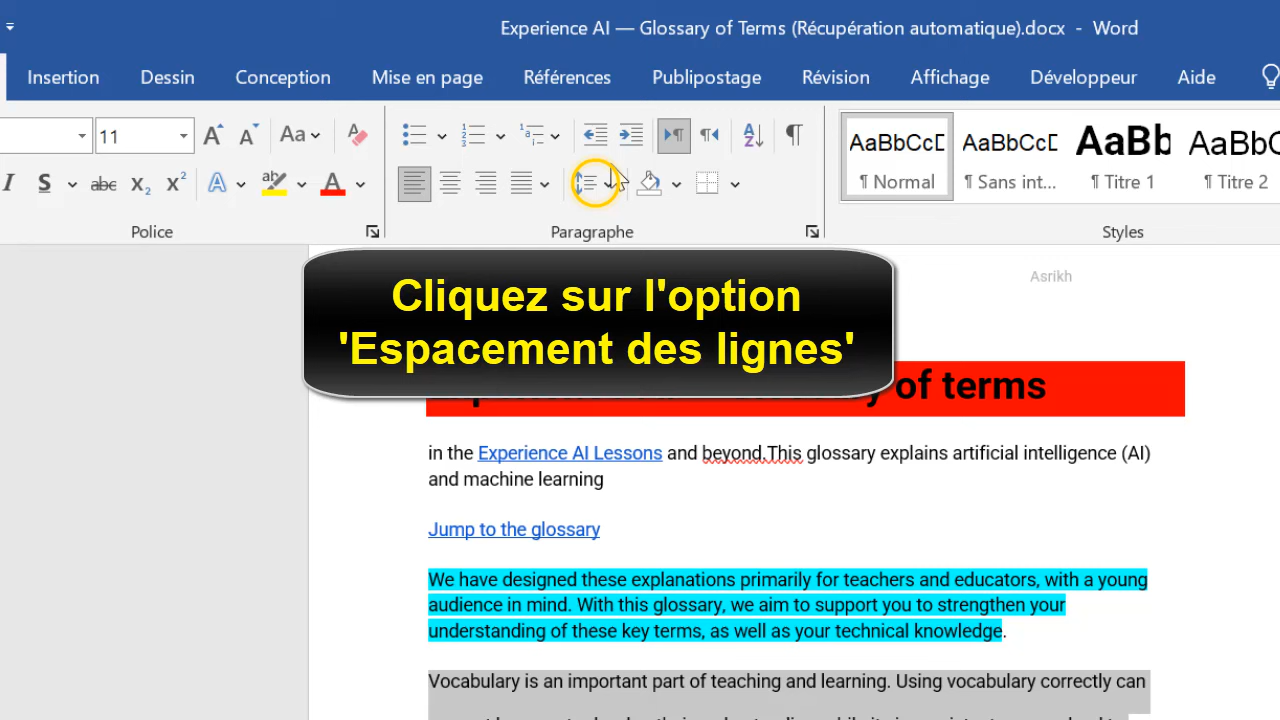 Experience AI — Glossary of Terms (Récupération automatique).docx - Word
Insertion Dessin Conception Mise en page Références Publipostage Révision Affichage Développeur Aide
11 A A Aa A
AaBbCcD AaBbCcD AaBb AaBbC
I S abc x2 x2 A ab A
¶ Normal ¶ Sans int... ¶ Titre 1 ¶ Titre 2
Police Paragraphe Styles
Asrikh
Cliquez sur l'option
'Espacement des lignes'
of terms
in the Experience AI Lessons and beyond.This glossary explains artificial intelligence (AI)
and machine learning
Jump to the glossary
We have designed these explanations primarily for teachers and educators, with a young
audience in mind. With this glossary, we aim to support you to strengthen your
understanding of these key terms, as well as your technical knowledge.
Vocabulary is an important part of teaching and learning. Using vocabulary correctly can